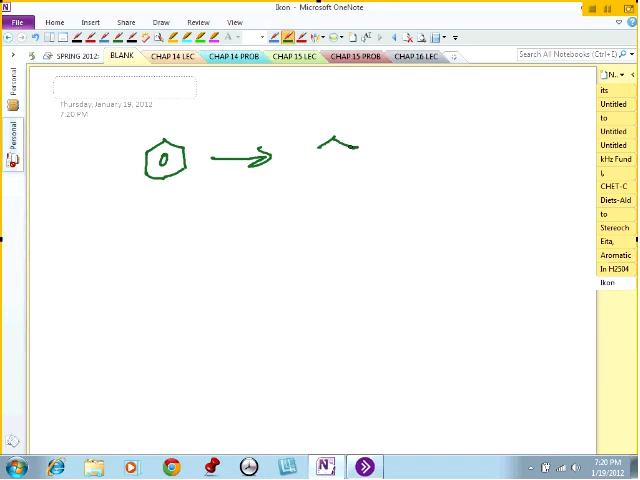 Ikon - Microsoft OneNote
File Home Insert Share Draw Review View
SPRING 2012: BLANK CHAP 14 LEC CHAP 14 PROB CHAP 15 LEC CHAP 15 PROB CHAP 16 LEC
Search All Notebooks (Ctrl+E)
Personal
Personal
Thursday, January 19, 2012
7:20 PM
N..
its
Untitled
to
Untitled
Untitled
kHz Fund
I,
CHET-C
Diets-Ald
to
Stereoch
Eita,
Aromatic
In H2504
Ikon
7:20 PM
1/19/2012